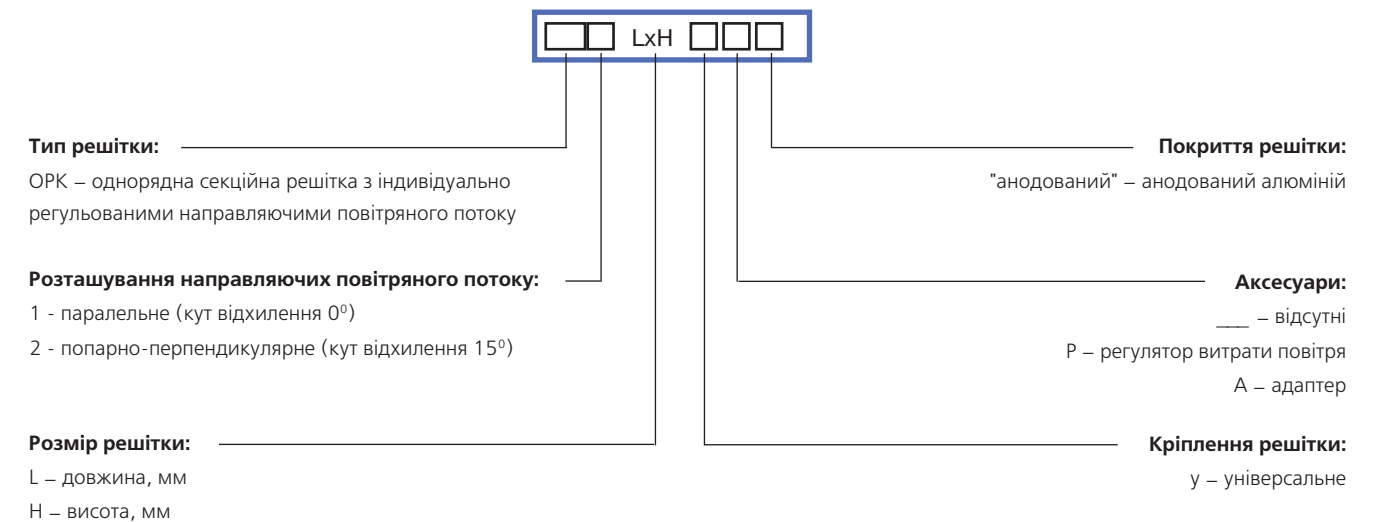 LxH
Тип решітки:
ОРК – однорядна секційна решітка з індивідуально
регульованими направляючими повітряного потоку
Розташування направляючих повітряного потоку:
1 - паралельне (кут відхилення 0⁰)
2 - попарно-перпендикулярне (кут відхилення 15⁰)
Розмір решітки:
L – довжина, мм
H – висота, мм
Покриття решітки:
"анодований" – анодований алюміній
Аксесуари:
___ – відсутні
Р – регулятор витрати повітря
А – адаптер
Кріплення решітки:
у – універсальне